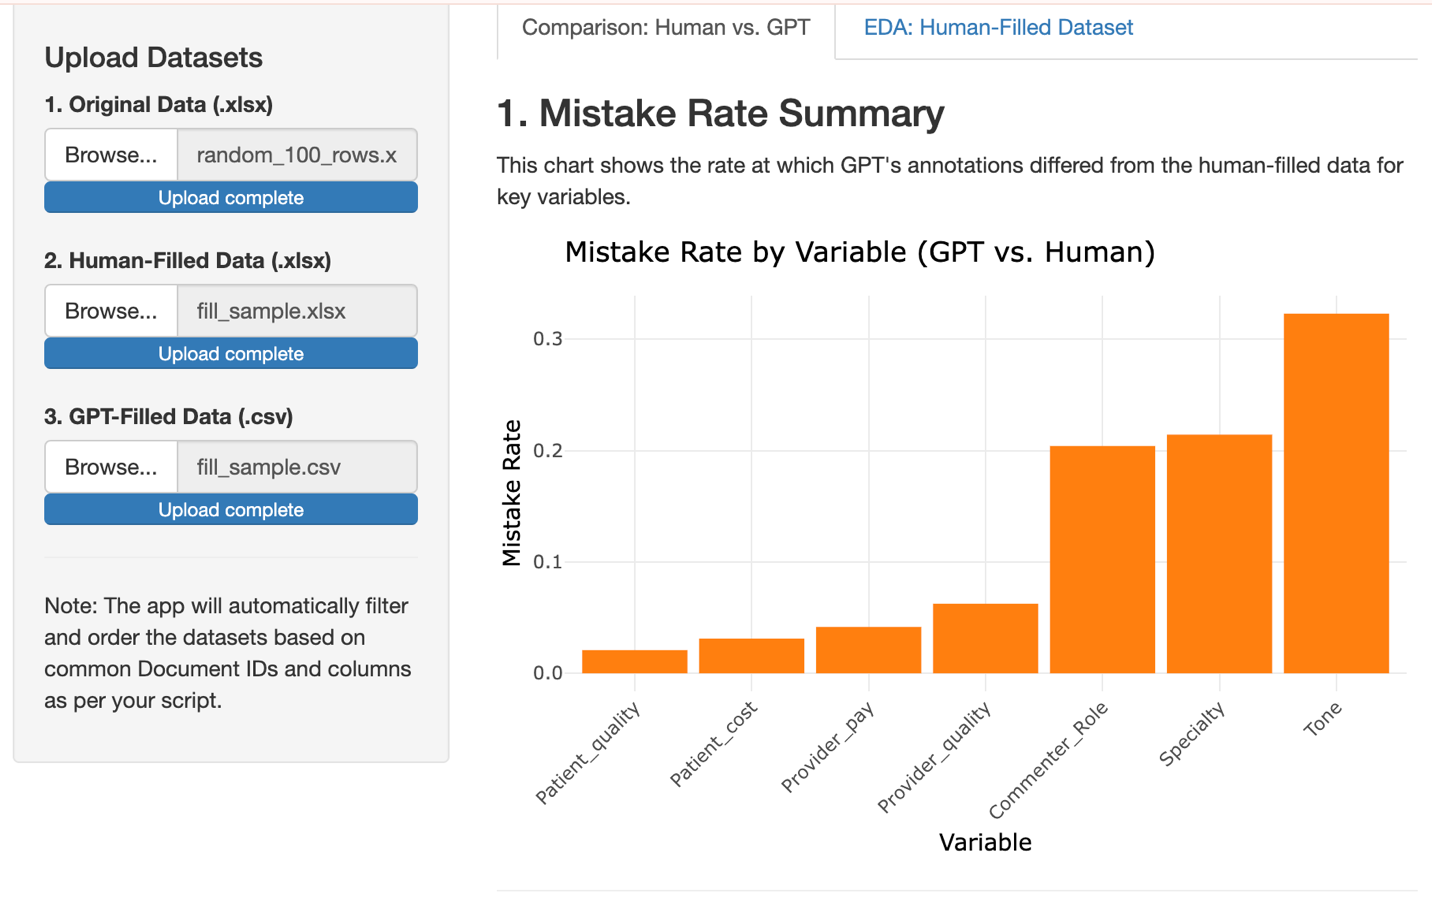 Upload Datasets
1. Original Data (.xlsx)
Browse... random_100_rows.x
Upload complete
2. Human-Filled Data (.xlsx)
Browse... fill_sample.xlsx
Upload complete
3. GPT-Filled Data (.csv)
Browse... fill_sample.csv
Upload complete
Note: The app will automatically filter
and order the datasets based on
common Document IDs and columns
as per your script.
Comparison: Human vs. GPT
EDA: Human-Filled Dataset
1. Mistake Rate Summary
This chart shows the rate at which GPT's annotations differed from the human-filled data for
key variables.
Mistake Rate by Variable (GPT vs. Human)
Mistake Rate
0.3
0.2
0.1
0.0
Patient_quality
Patient_cost
Provider_pay
Provider_quality
Commenter_Role
Specialty
Tone
Variable